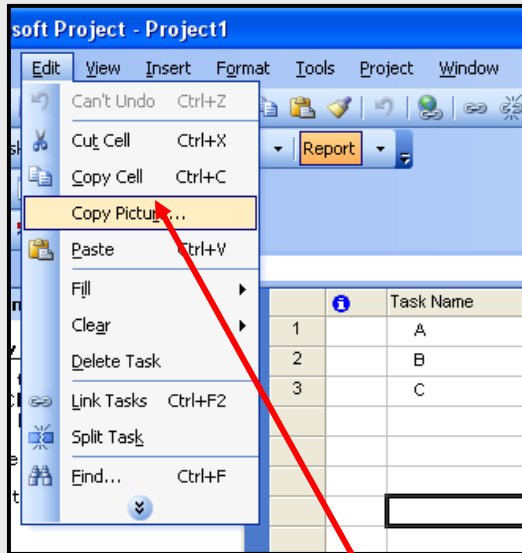 soft Project - Project1
Edit View Insert Format Tools Project Window
Can't Undo Ctrl+Z
Cut Cell Ctrl+X
Report
Copy Cell Ctrl+C
Copy Picture...
Paste Ctrl+V
Fill
Task Name
Clear
1 A
Delete Task
2 B
3 C
Link Tasks Ctrl+F2
Split Task
Find... Ctrl+F